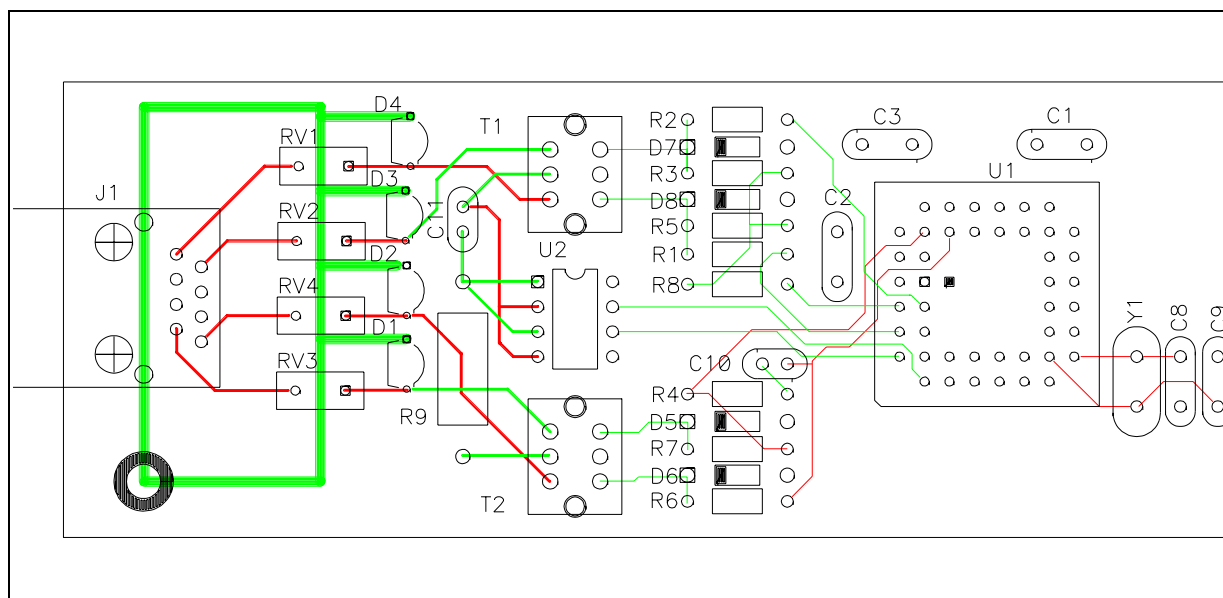 D4
RV1
T1
R2
C3
C1
D7
R3
U1
J1
D3
D8
C2
RV2
C11
R5
U2
R1
D2
RV4
R8
D1
Y1
C8
C9
RV3
C10
R4
R9
D5
R7
D6
T2
R6